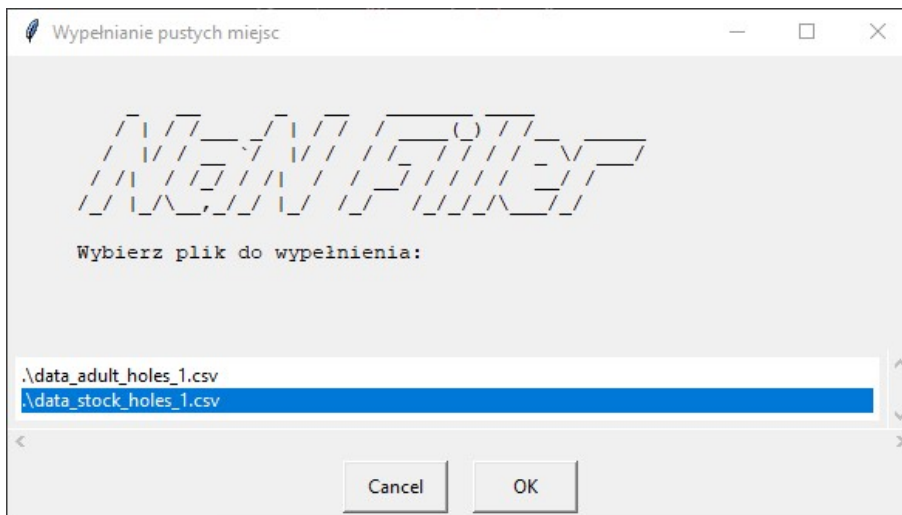 Wypełnianie pustych miejsc
NaN Filler
Wybierz plik do wypełnienia:
.\data_adult_holes_1.csv
.\data_stock_holes_1.csv
Cancel
OK